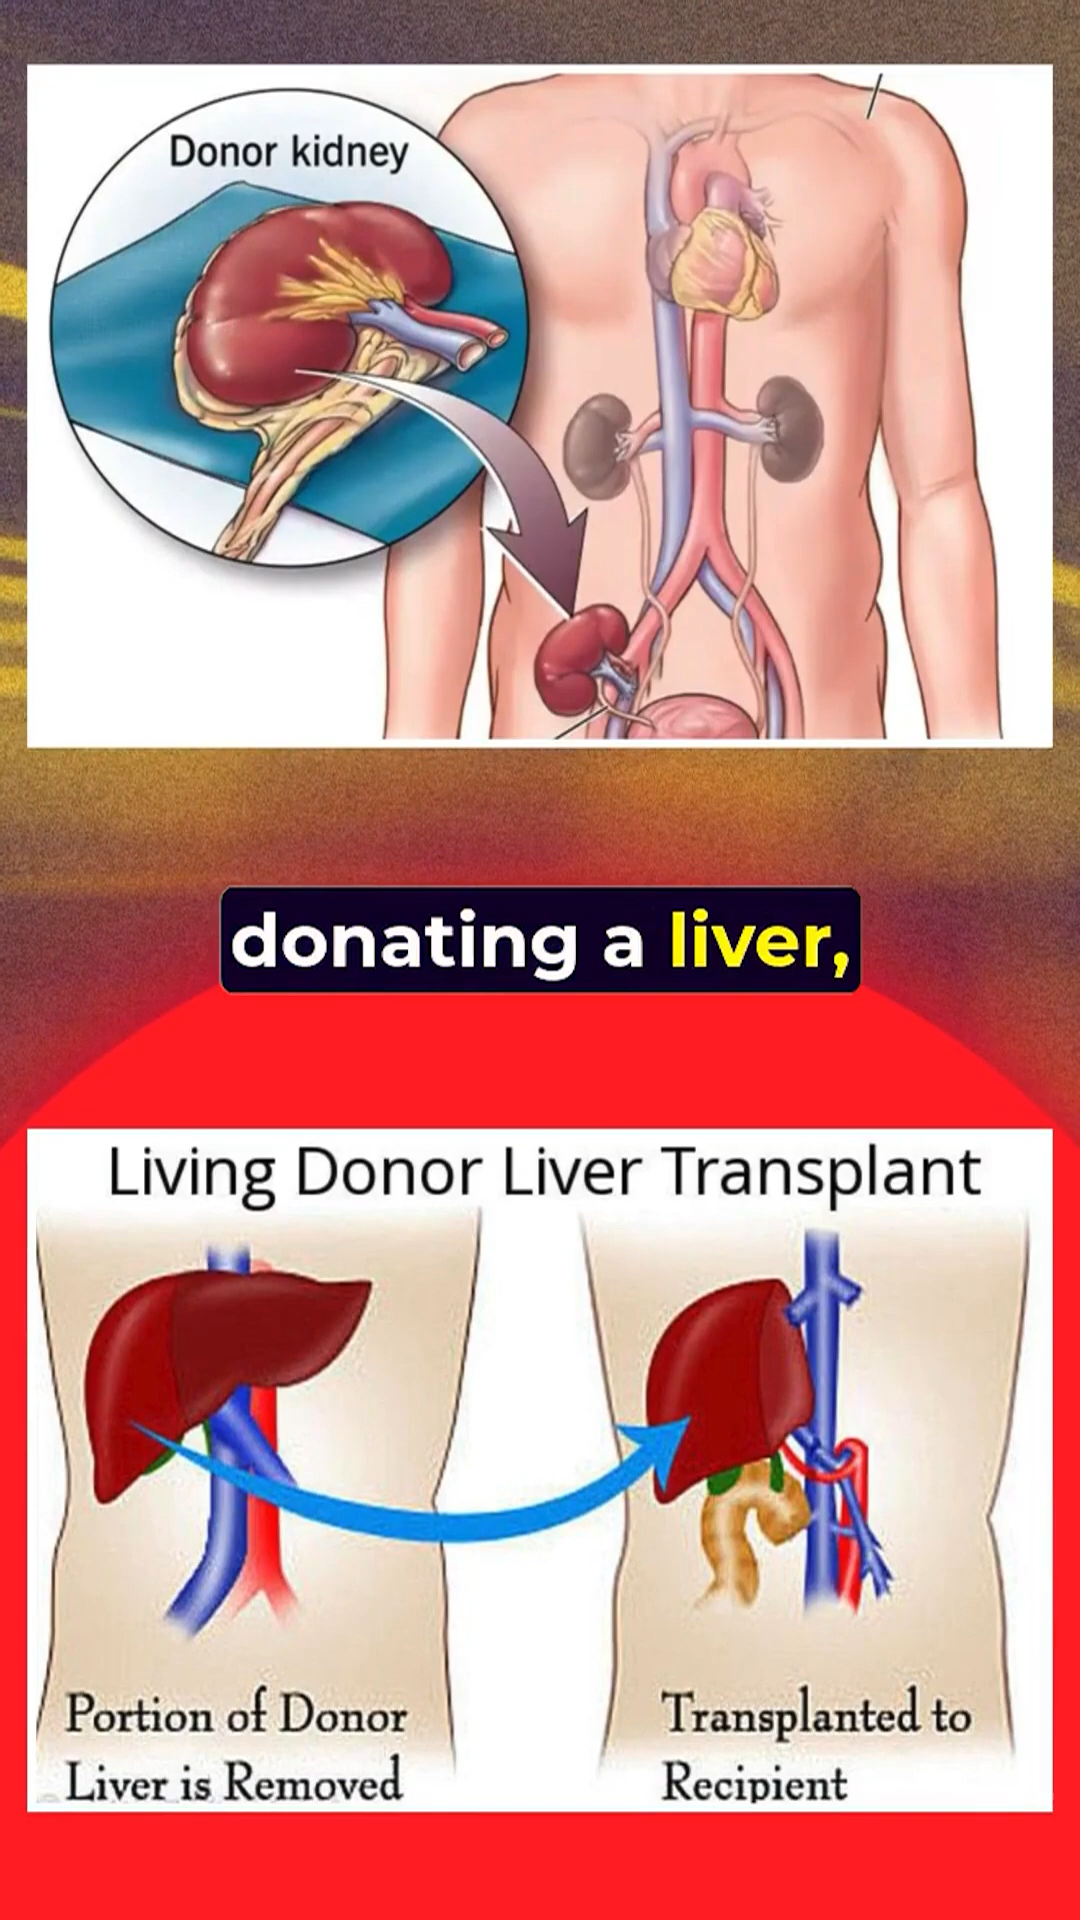 Donor kidney
donating a liver,
Living Donor Liver Transplant
Portion of Donor
Liver is Removed
Transplanted to
Recipient